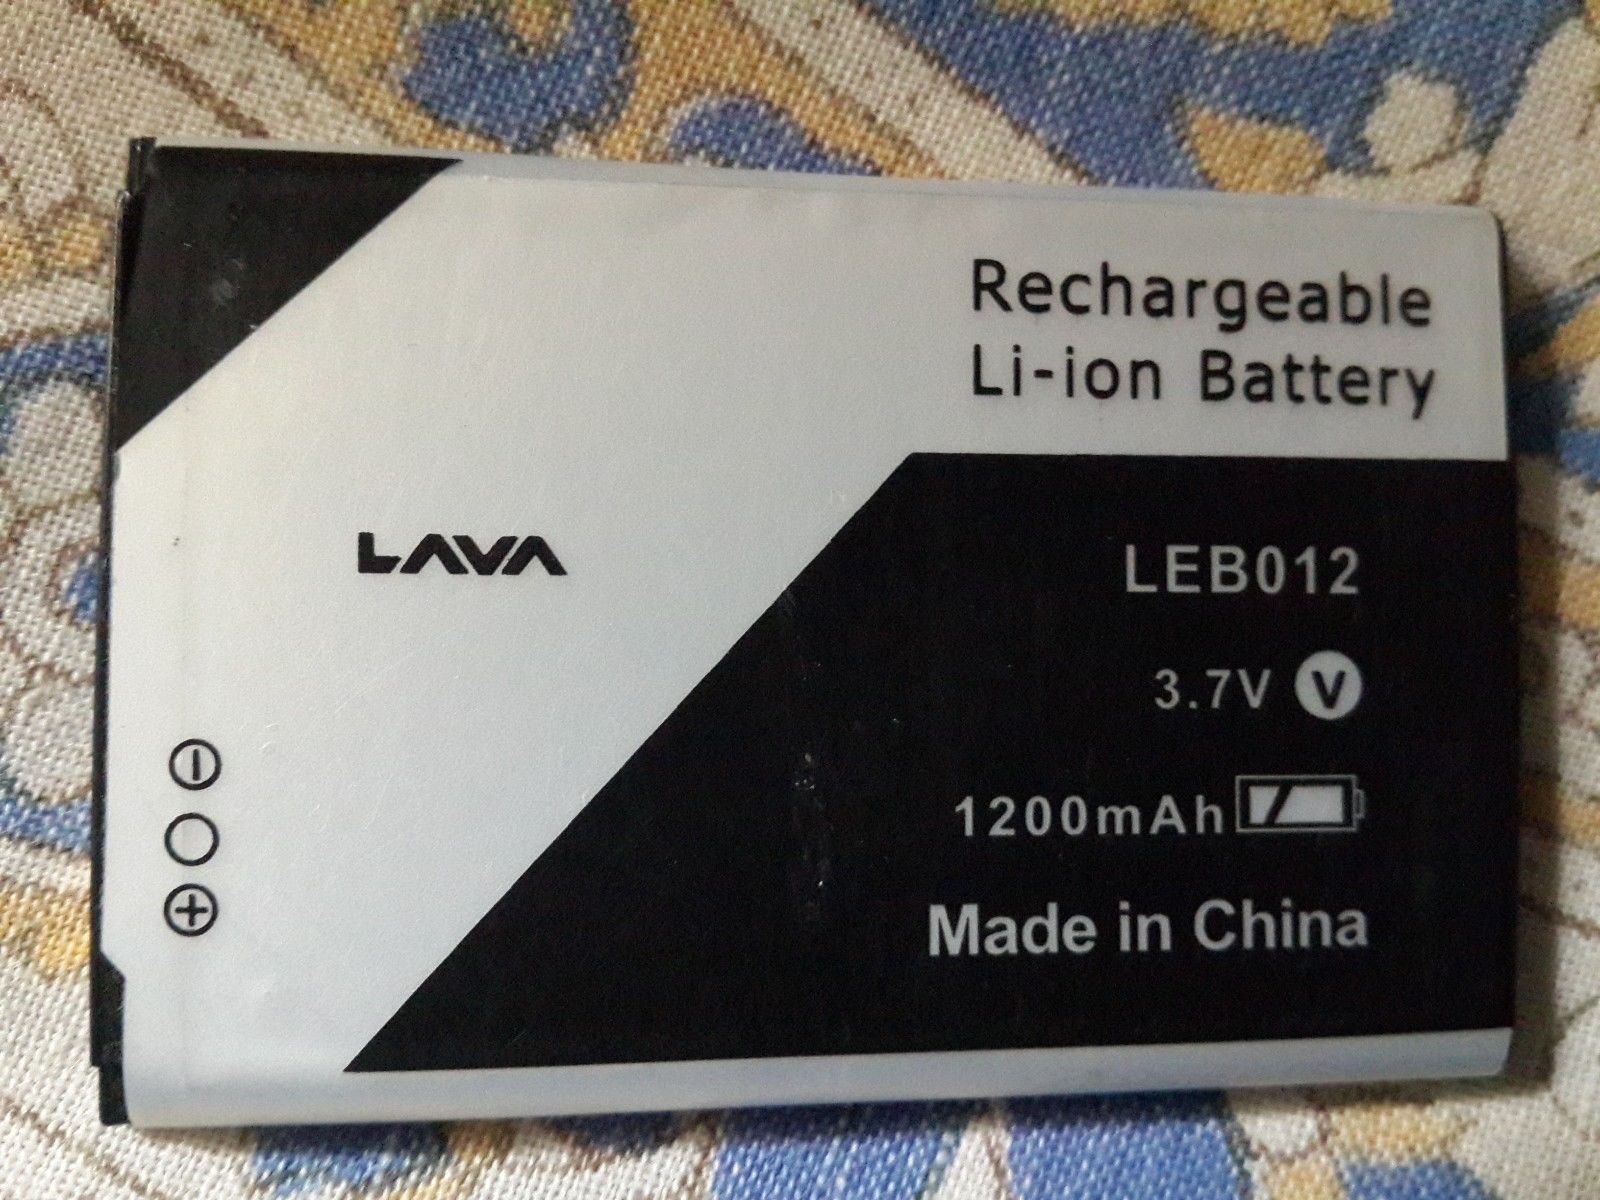 Rechargeable
Li-ion Battery
LAVA
LEB012
3.7V V
1200mAh
Made in China